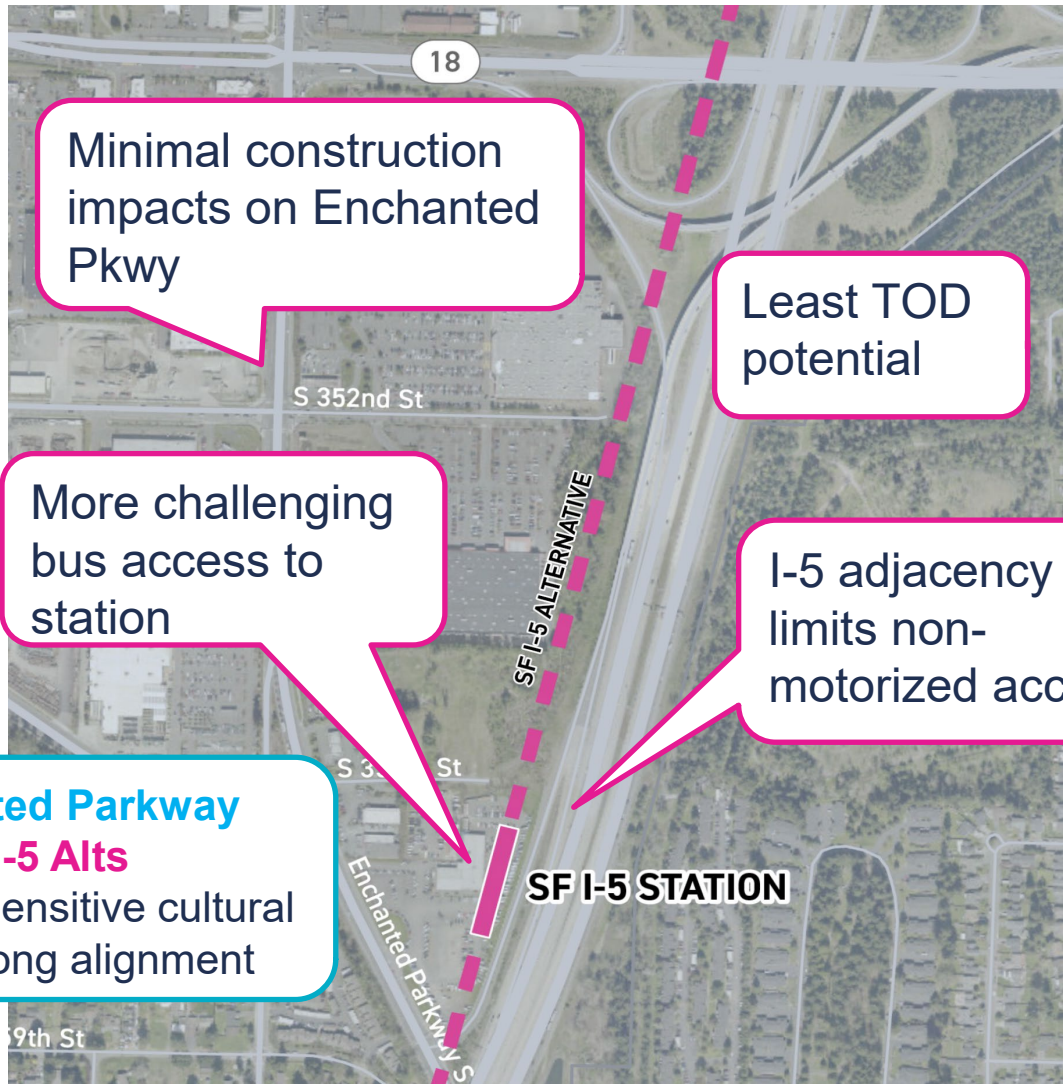 18
Minimal construction
impacts on Enchanted
Pkwy
Least TOD
potential
S 352nd St
More challenging
bus access to
station
SF I-5 ALTERNATIVE
I-5 adjacency
limits non-
motorized acc
S 3 St
ted Parkway
-5 Alts
ensitive cultural
ong alignment
SF I-5 STATION
Enchanted Parkway S
9th St